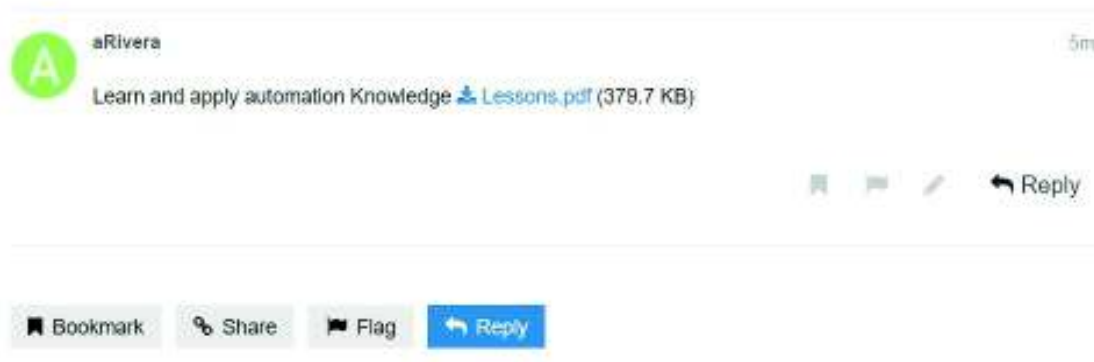 A
aRivera
5m
Learn and apply automation Knowledge Lessons.pdf (379.7 KB)
Reply
Bookmark Share Flag Reply